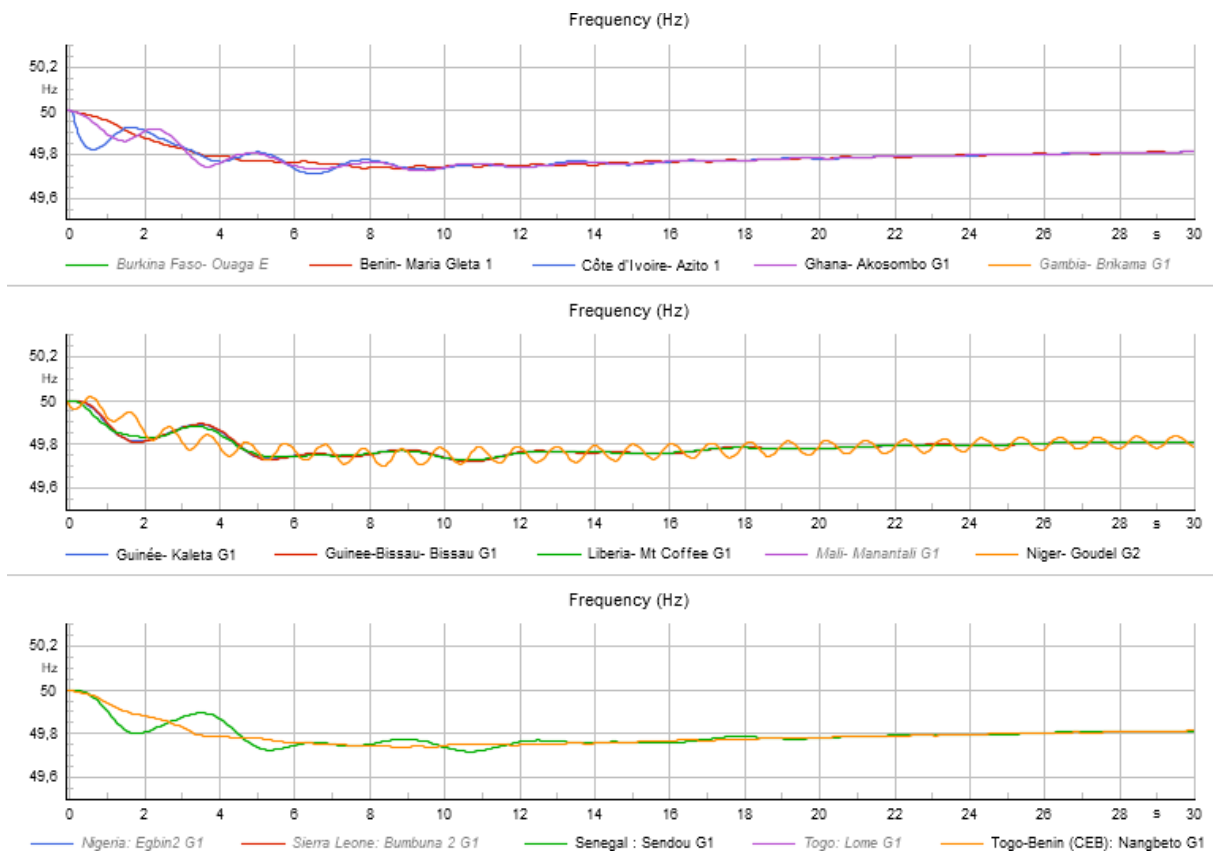 Frequency (Hz)
50,2
Hz
50
49,8
49,6
0 2 4 6 8 10 12 14 16 18 20 22 24 26 28 s 30
Burkina Faso- Ouaga E Benin- Maria Gleta 1 Côte d'Ivoire- Azito 1 Ghana- Akosombo G1 Gambia- Brikama G1
Frequency (Hz)
50,2
Hz
50
49,8
49,6
0 2 4 6 8 10 12 14 16 18 20 22 24 26 28 s 30
Guinée- Kaleta G1 Guinee-Bissau- Bissau G1 Liberia- Mt Coffee G1 Mali- Manantali G1 Niger- Goudel G2
Frequency (Hz)
50,2
Hz
50
49,8
49,6
0 2 4 6 8 10 12 14 16 18 20 22 24 26 28 s 30
Nigeria: Egbin2 G1 Sierra Leone: Bumbuna 2 G1 Senegal : Sendou G1 Togo: Lome G1 Togo-Benin (CEB): Nangbeto G1